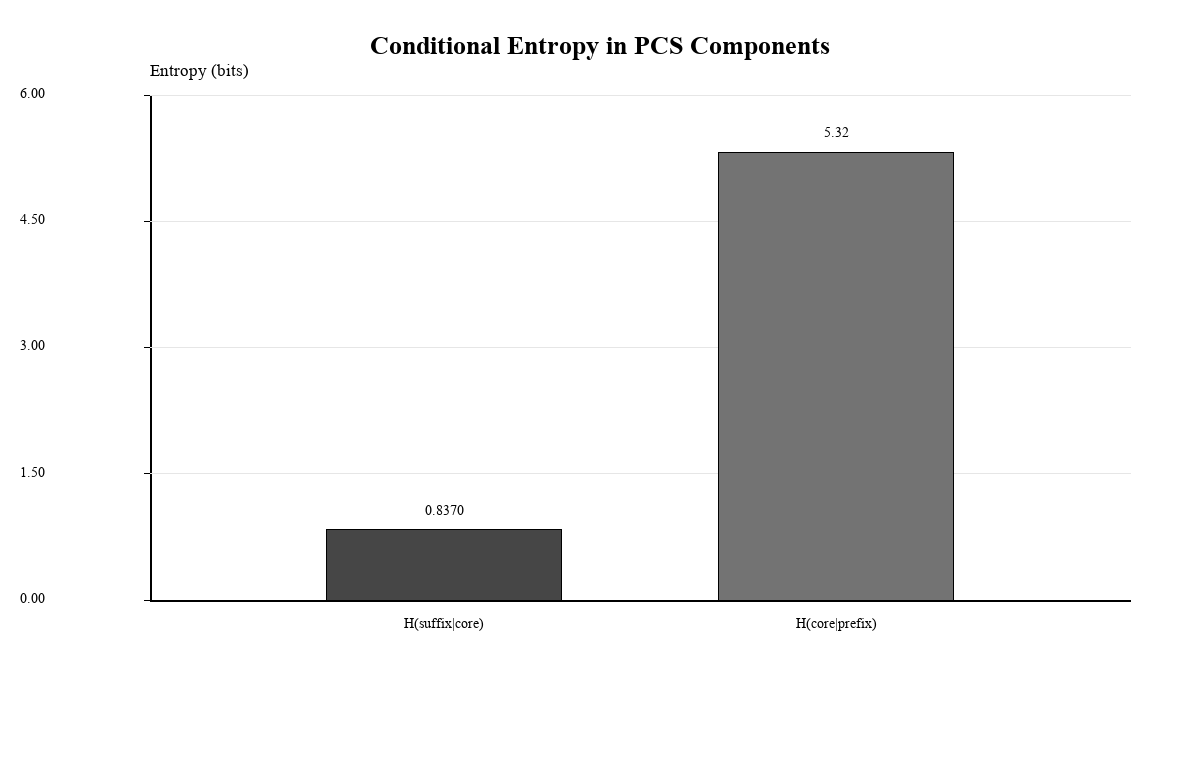 Conditional Entropy in PCS Components
Entropy (bits)
6.00
5.32
4.50
3.00
1.50
0.8370
0.00
H(suffix|core) H(core|prefix)